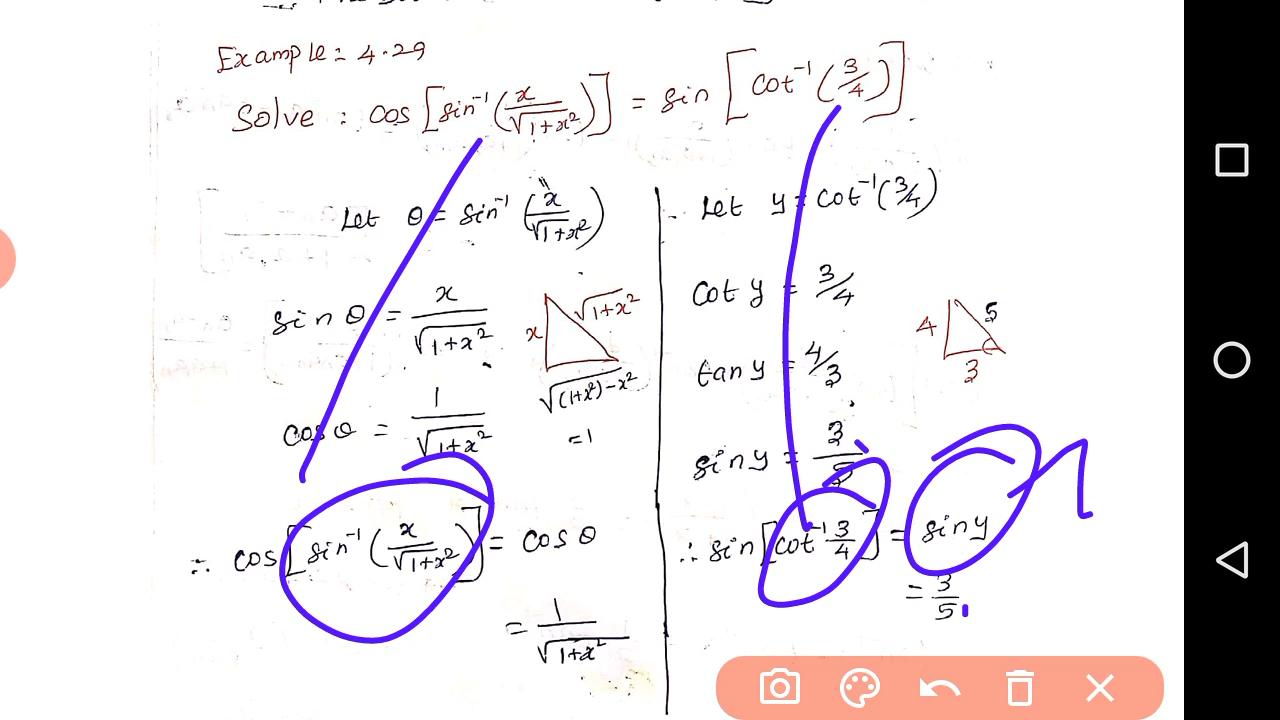 Example: 4.29
Solve : cos [sin⁻¹ (x/√1+x²)] = sin [cot⁻¹ (3/4)]
Let θ = sin⁻¹ (x/√1+x²)
sin θ = x/√1+x²
x
√1+x²
√(1+x²)-x²
=1
cos θ = 1/√1+x²
∴ cos [sin⁻¹ (x/√1+x²)] = cos θ
= 1/√1+x²
Let y = cot⁻¹ (3/4)
cot y = 3/4
tan y = 4/3
4
5
3
sin y = 3/5
∴ sin [cot⁻¹ 3/4] = sin y
= 3/5